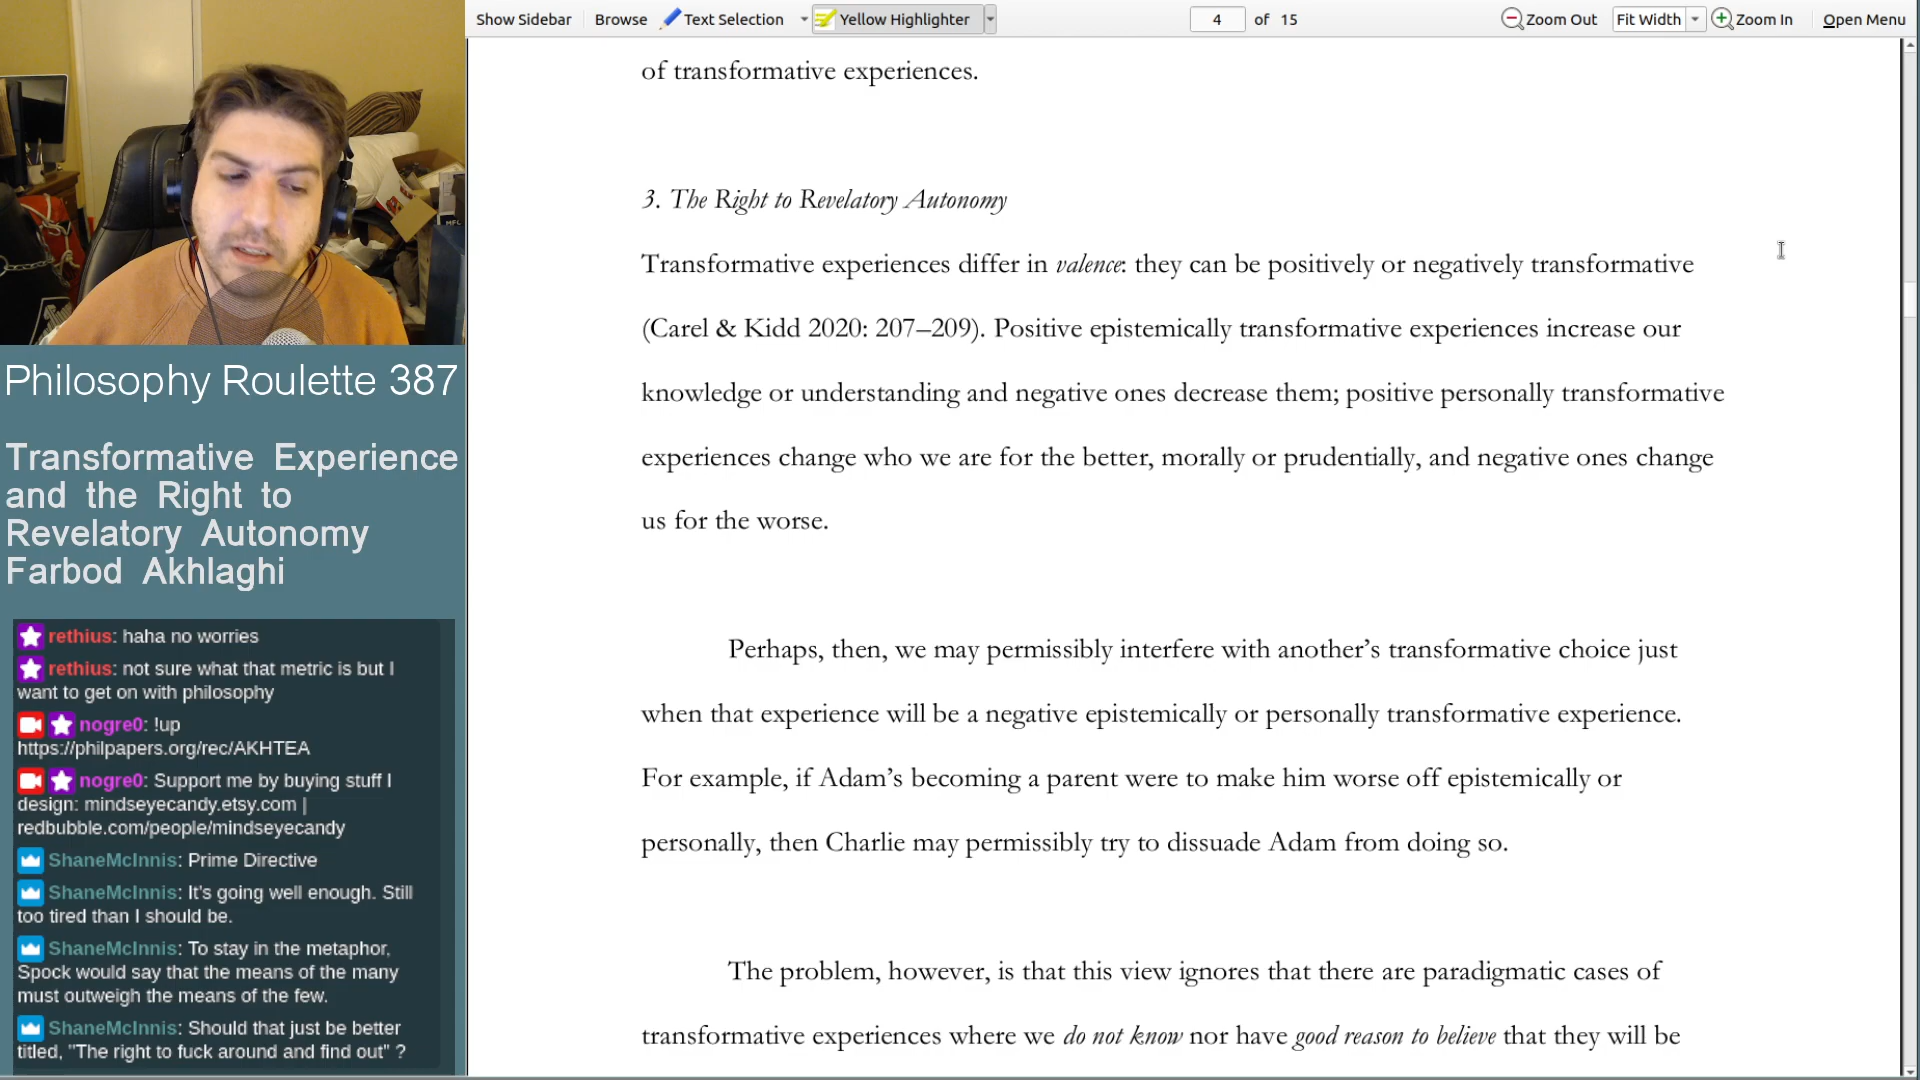 Show Sidebar Browse Text Selection Yellow Highlighter 4 of 15 Zoom Out Fit Width Zoom In Open Menu
of transformative experiences.
3. The Right to Revelatory Autonomy
Transformative experiences differ in valence: they can be positively or negatively transformative
(Carel & Kidd 2020: 207–209). Positive epistemically transformative experiences increase our
knowledge or understanding and negative ones decrease them; positive personally transformative
experiences change who we are for the better, morally or prudentially, and negative ones change
us for the worse.
Perhaps, then, we may permissibly interfere with another’s transformative choice just
when that experience will be a negative epistemically or personally transformative experience.
For example, if Adam’s becoming a parent were to make him worse off epistemically or
personally, then Charlie may permissibly try to dissuade Adam from doing so.
The problem, however, is that this view ignores that there are paradigmatic cases of
transformative experiences where we do not know nor have good reason to believe that they will be
Philosophy Roulette 387
Transformative Experience
and the Right to
Revelatory Autonomy
Farbod Akhlaghi
rethius: haha no worries
rethius: not sure what that metric is but I
want to get on with philosophy
nogre0: !up
https://philpapers.org/rec/AKHTEA
nogre0: Support me by buying stuff I
design: mindseyecandy.etsy.com |
redbubble.com/people/mindseyecandy
ShaneMcInnis: Prime Directive
ShaneMcInnis: It's going well enough. Still
too tired than I should be.
ShaneMcInnis: To stay in the metaphor,
Spock would say that the means of the many
must outweigh the means of the few.
ShaneMcInnis: Should that just be better
titled, "The right to fuck around and find out" ?